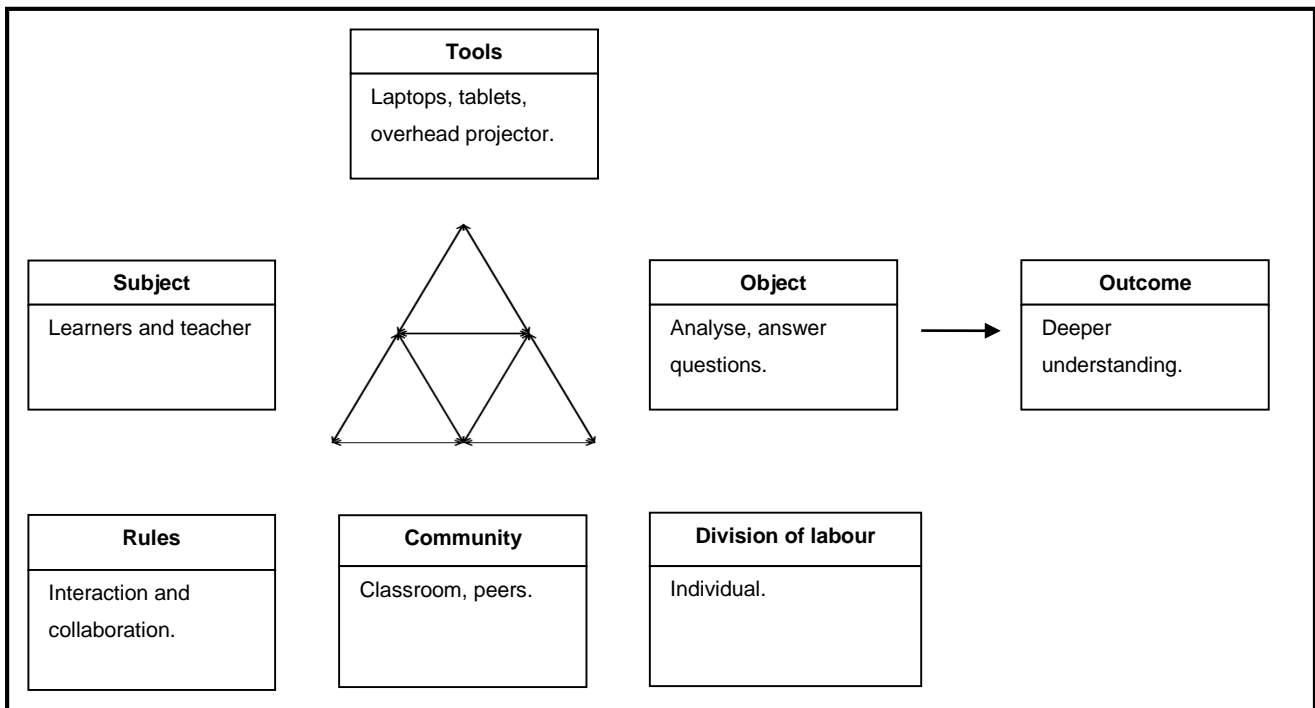 Tools
Laptops, tablets,
overhead projector.
Subject
Learners and teacher
Object
Analyse, answer
questions.
Outcome
Deeper
understanding.
Rules
Interaction and
collaboration.
Community
Classroom, peers.
Division of labour
Individual.